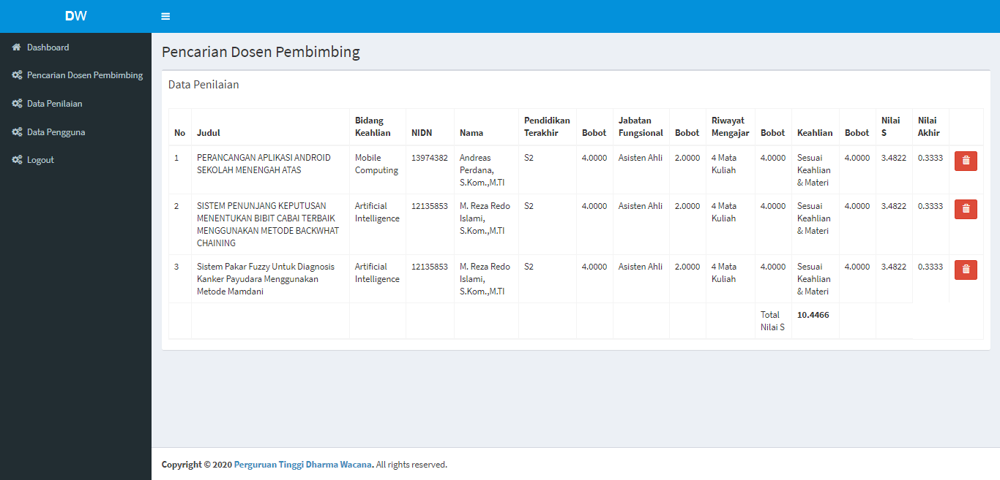 DW
Dashboard
Pencarian Dosen Pembimbing
Data Penilaian
Data Pengguna
Logout
Pencarian Dosen Pembimbing
Data Penilaian
No Judul Bidang Keahlian NIDN Nama Pendidikan Terakhir Bobot Jabatan Fungsional Bobot Riwayat Mengajar Bobot Keahlian Bobot Nilai S Nilai Akhir
1 PERANCANGAN APLIKASI ANDROID Mobile 13974382 Andreas S2 4.0000 Asisten Ahli 2.0000 4 Mata 4.0000 Sesuai 4.0000 3.4822 0.3333
SEKOLAH MENENGAH ATAS Computing Perdana, Kuliah Keahlian
S.Kom.,M.TI & Materi
2 SISTEM PENUNJANG KEPUTUSAN Artificial 12135853 M. Reza Redo S2 4.0000 Asisten Ahli 2.0000 4 Mata 4.0000 Sesuai 4.0000 3.4822 0.3333
MENENTUKAN BIBIT CABAI TERBAIK Intelligence Islami, Kuliah Keahlian
MENGGUNAKAN METODE BACKWHAT S.Kom.,M.TI & Materi
CHAINING
3 Sistem Pakar Fuzzy Untuk Diagnosis Artificial 12135853 M. Reza Redo S2 4.0000 Asisten Ahli 2.0000 4 Mata 4.0000 Sesuai 4.0000 3.4822 0.3333
Kanker Payudara Menggunakan Intelligence Islami, Kuliah Keahlian
Metode Mamdani S.Kom.,M.TI & Materi
Total 10.4466
Nilai S
Copyright © 2020 Perguruan Tinggi Dharma Wacana. All rights reserved.